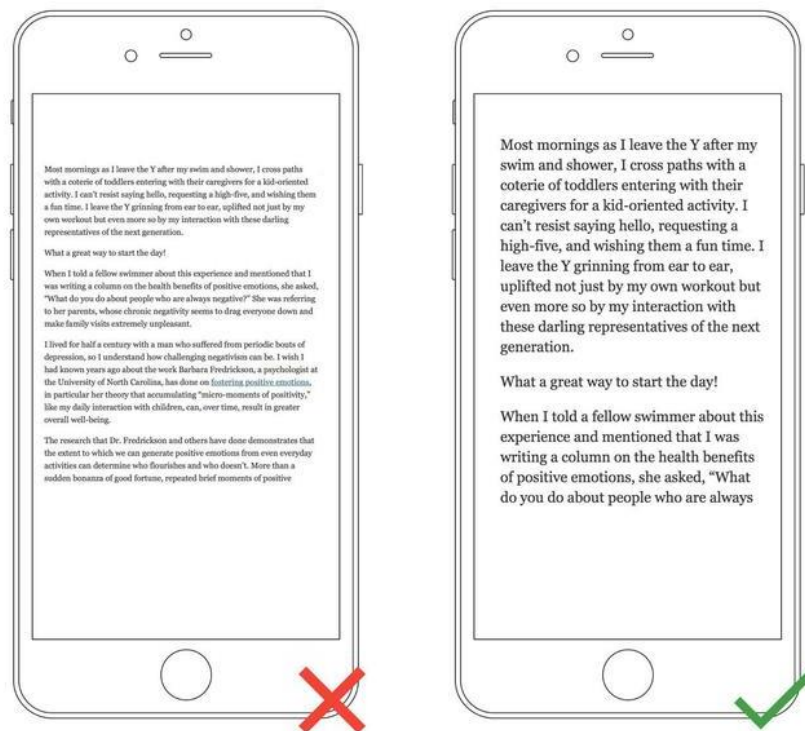 Most mornings as I leave the Y after my swim and shower, I cross paths
with a coterie of toddlers entering with their caregivers for a kid-oriented
activity. I can't resist saying hello, requesting a high-five, and wishing them
a fun time. I leave the Y grinning from ear to ear, uplifted not just by my
own workout but even more so by my interaction with these darling
representatives of the next generation.
What a great way to start the day!
When I told a fellow swimmer about this experience and mentioned that I
was writing a column on the health benefits of positive emotions, she asked,
“What do you do about people who are always negative?” She was referring
to her parents, whose chronic negativity seems to drag everyone down and
make family visits extremely unpleasant.
I lived for half a century with a man who suffered from periodic bouts of
depression, so I understand how challenging negativism can be. I wish I
had known years ago about the work Barbara Fredrickson, a psychologist at
the University of North Carolina, has done on fostering positive emotions,
in particular her theory that accumulating “micro-moments of positivity,”
like my daily interaction with children, can, over time, result in greater
overall well-being.
The research that Dr. Fredrickson and others have done demonstrates that
the extent to which we can generate positive emotions from even everyday
activities can determine who flourishes and who doesn't. More than a
sudden bonanza of good fortune, repeated brief moments of positive
Most mornings as I leave the Y after my
swim and shower, I cross paths with a
coterie of toddlers entering with their
caregivers for a kid-oriented activity. I
can't resist saying hello, requesting a
high-five, and wishing them a fun time. I
leave the Y grinning from ear to ear,
uplifted not just by my own workout but
even more so by my interaction with
these darling representatives of the next
generation.
What a great way to start the day!
When I told a fellow swimmer about this
experience and mentioned that I was
writing a column on the health benefits
of positive emotions, she asked, “What
do you do about people who are always